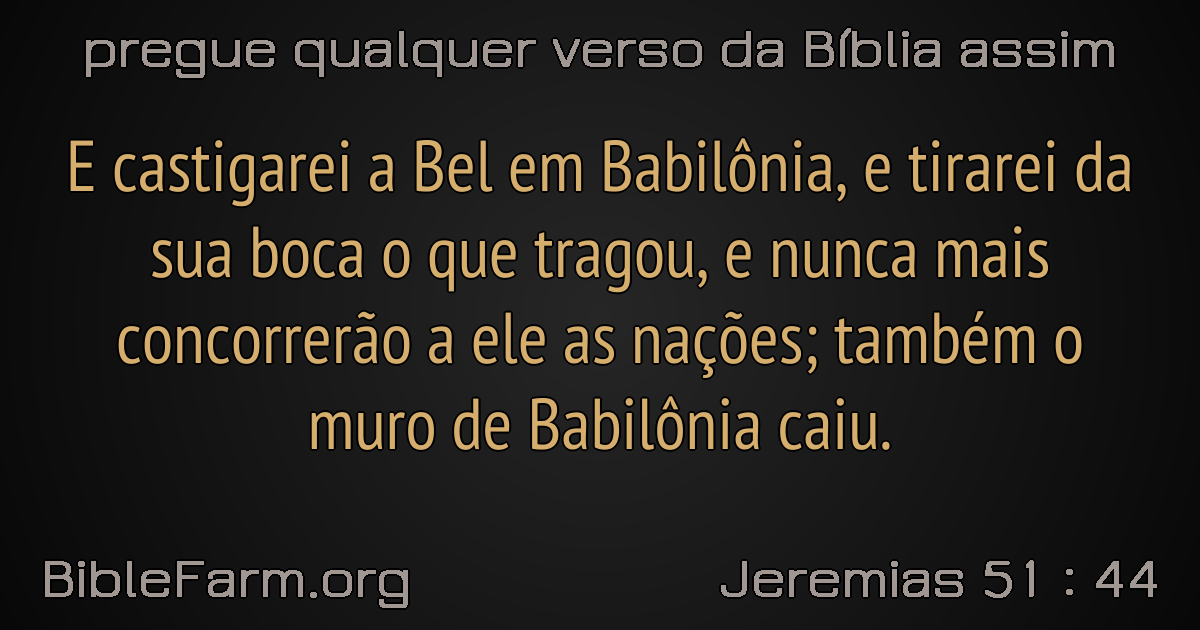 pregue qualquer verso da Bíblia assim
E castigarei a Bel em Babilônia, e tirarei da
sua boca o que tragou, e nunca mais
concorrerão a ele as nações; também o
muro de Babilônia caiu.
BibleFarm.org
Jeremias 51 : 44